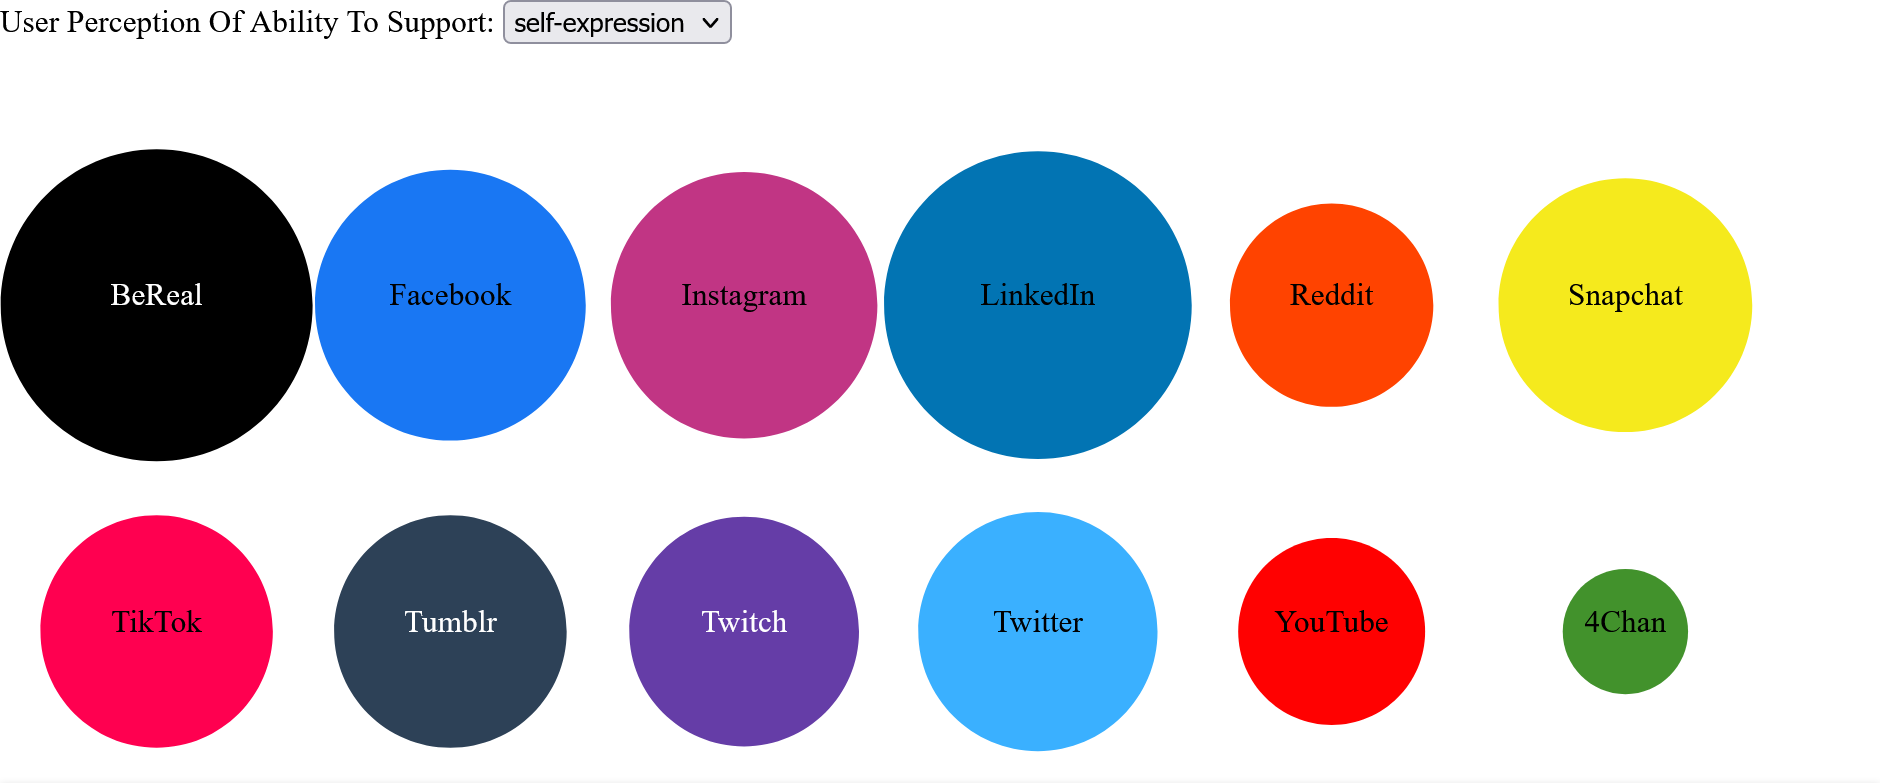 User Perception Of Ability To Support: self-expression
BeReal Facebook Instagram LinkedIn Reddit Snapchat
TikTok Tumblr Twitch Twitter YouTube 4Chan